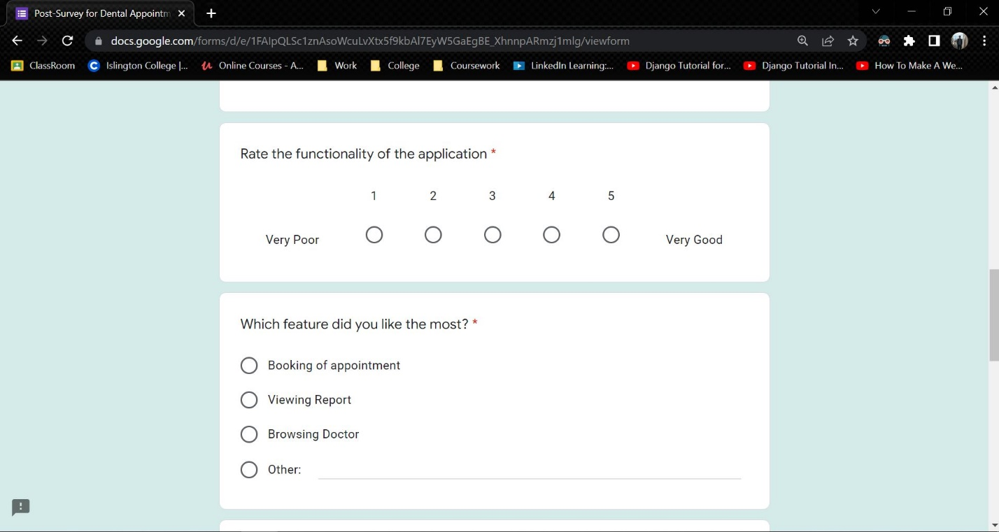 Post-Survey for Dental Appointm
docs.google.com/forms/d/e/1FAIpQLSc1znAsoWcuLvXtx5f9kbAl7EyW5GaEgBE_XhnnpARmzj1mlg/viewform
ClassRoom Islington College |... Online Courses - A... Work College Coursework LinkedIn Learning:... Django Tutorial for... Django Tutorial In... How To Make A We...
Rate the functionality of the application *
1 2 3 4 5
Very Poor Very Good
Which feature did you like the most? *
Booking of appointment
Viewing Report
Browsing Doctor
Other: